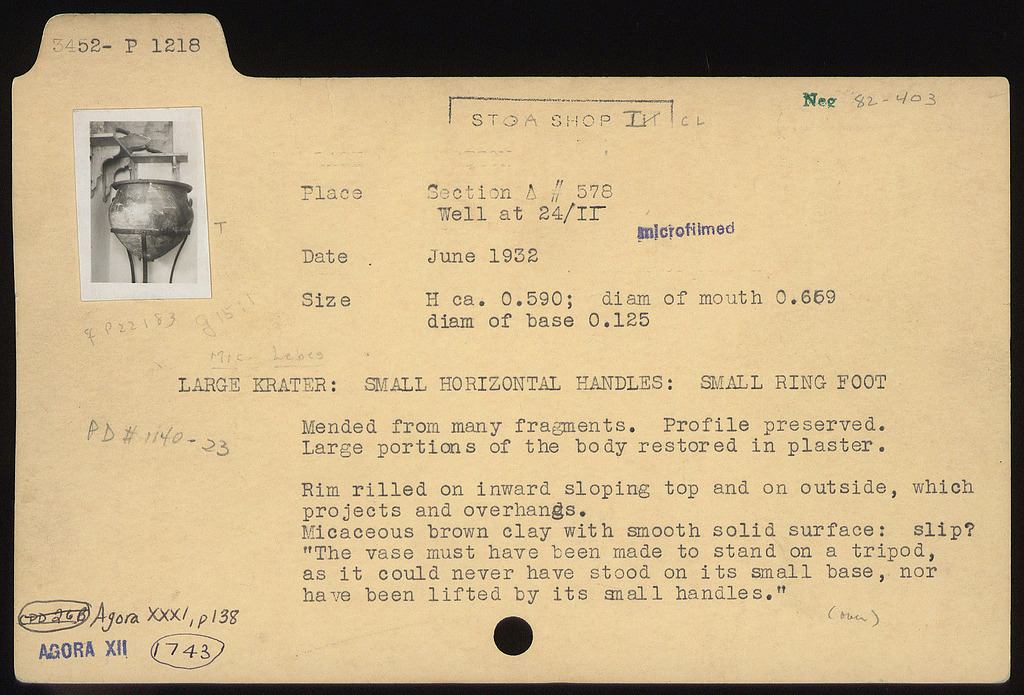 3452- P 1218
Neg 82-403
STOA SHOP III CL
Place Section Δ # 578
Well at 24/ΙΓ
microfilmed
T
Date June 1932
Size H ca. 0.590; diam of mouth 0.659
diam of base 0.125
P22183 g 15:1
Mic. Lebes
LARGE KRATER: SMALL HORIZONTAL HANDLES: SMALL RING FOOT
PD # 1140-23
Mended from many fragments. Profile preserved.
Large portions of the body restored in plaster.
Rim rilled on inward sloping top and on outside, which
projects and overhangs.
Micaceous brown clay with smooth solid surface: slip?
"The vase must have been made to stand on a tripod,
as it could never have stood on its small base, nor
have been lifted by its small handles."
(over)
Agora XXXI, p 138
AGORA XII 1743